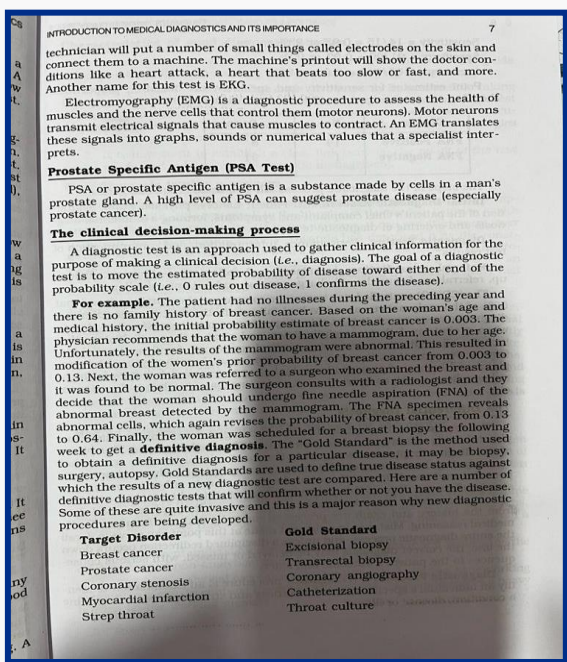 INTRODUCTION TO MEDICAL DIAGNOSTICS AND ITS IMPORTANCE 7
technician will put a number of small things called electrodes on the skin and
connect them to a machine. The machine's printout will show the doctor con-
ditions like a heart attack, a heart that beats too slow or fast, and more.
Another name for this test is EKG.
Electromyography (EMG) is a diagnostic procedure to assess the health of
muscles and the nerve cells that control them (motor neurons). Motor neurons
transmit electrical signals that cause muscles to contract. An EMG translates
these signals into graphs, sounds or numerical values that a specialist inter-
prets.
Prostate Specific Antigen (PSA Test)
PSA or prostate specific antigen is a substance made by cells in a man's
prostate gland. A high level of PSA can suggest prostate disease (especially
prostate cancer).
The clinical decision-making process
A diagnostic test is an approach used to gather clinical information for the
purpose of making a clinical decision (i.e., diagnosis). The goal of a diagnostic
test is to move the estimated probability of disease toward either end of the
probability scale (i.e., 0 rules out disease, 1 confirms the disease).
For example. The patient had no illnesses during the preceding year and
there is no family history of breast cancer. Based on the woman's age and
medical history, the initial probability estimate of breast cancer is 0.003. The
physician recommends that the woman to have a mammogram, due to her age.
Unfortunately, the results of the mammogram were abnormal. This resulted in
modification of the women's prior probability of breast cancer from 0.003 to
0.13. Next, the woman was referred to a surgeon who examined the breast and
it was found to be normal. The surgeon consults with a radiologist and they
decide that the woman should undergo fine needle aspiration (FNA) of the
abnormal breast detected by the mammogram. The FNA specimen reveals
abnormal cells, which again revises the probability of breast cancer, from 0.13
to 0.64. Finally, the woman was scheduled for a breast biopsy the following
week to get a definitive diagnosis. The "Gold Standard" is the method used
to obtain a definitive diagnosis for a particular disease, it may be biopsy,
surgery, autopsy. Gold Standards are used to define true disease status against
which the results of a new diagnostic test are compared. Here are a number of
definitive diagnostic tests that will confirm whether or not you have the disease.
Some of these are quite invasive and this is a major reason why new diagnostic
procedures are being developed.
Target Disorder Gold Standard
Breast cancer Excisional biopsy
Prostate cancer Transrectal biopsy
Coronary stenosis Coronary angiography
Myocardial infarction Catheterization
Strep throat Throat culture